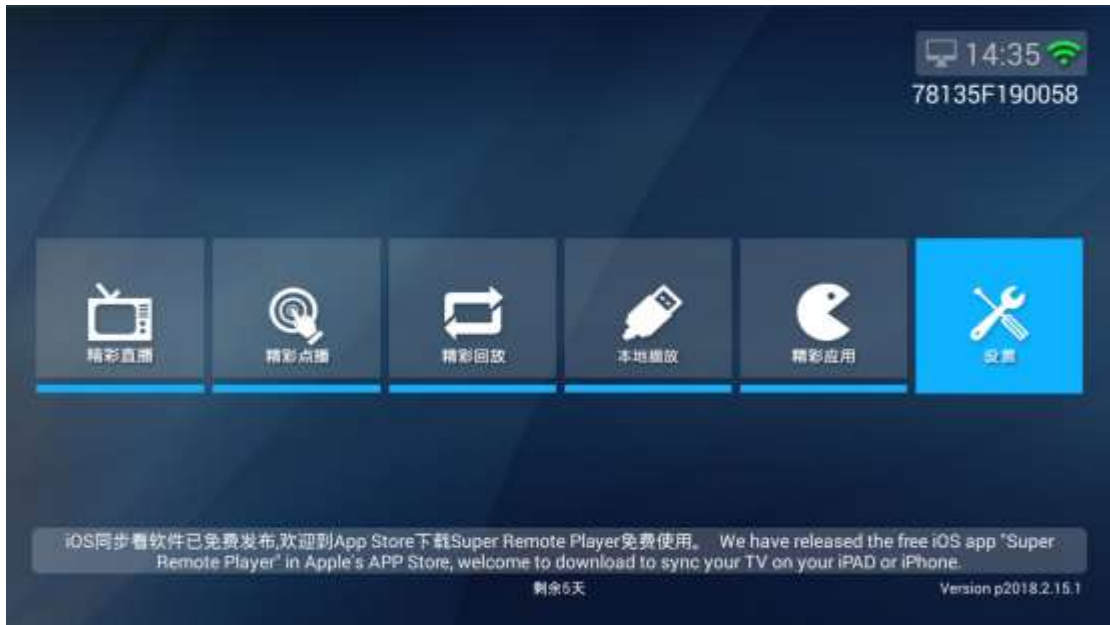 14:35
78135F190058
精彩直播
精彩点播
精彩回放
本地播放
精彩应用
设置
iOS同步看软件已免费发布,欢迎到App Store下载Super Remote Player免费使用。 We have released the free iOS app "Super
Remote Player" in Apple's APP Store, welcome to download to sync your TV on your iPAD or iPhone.
剩余5天
Version p2018.2.15.1